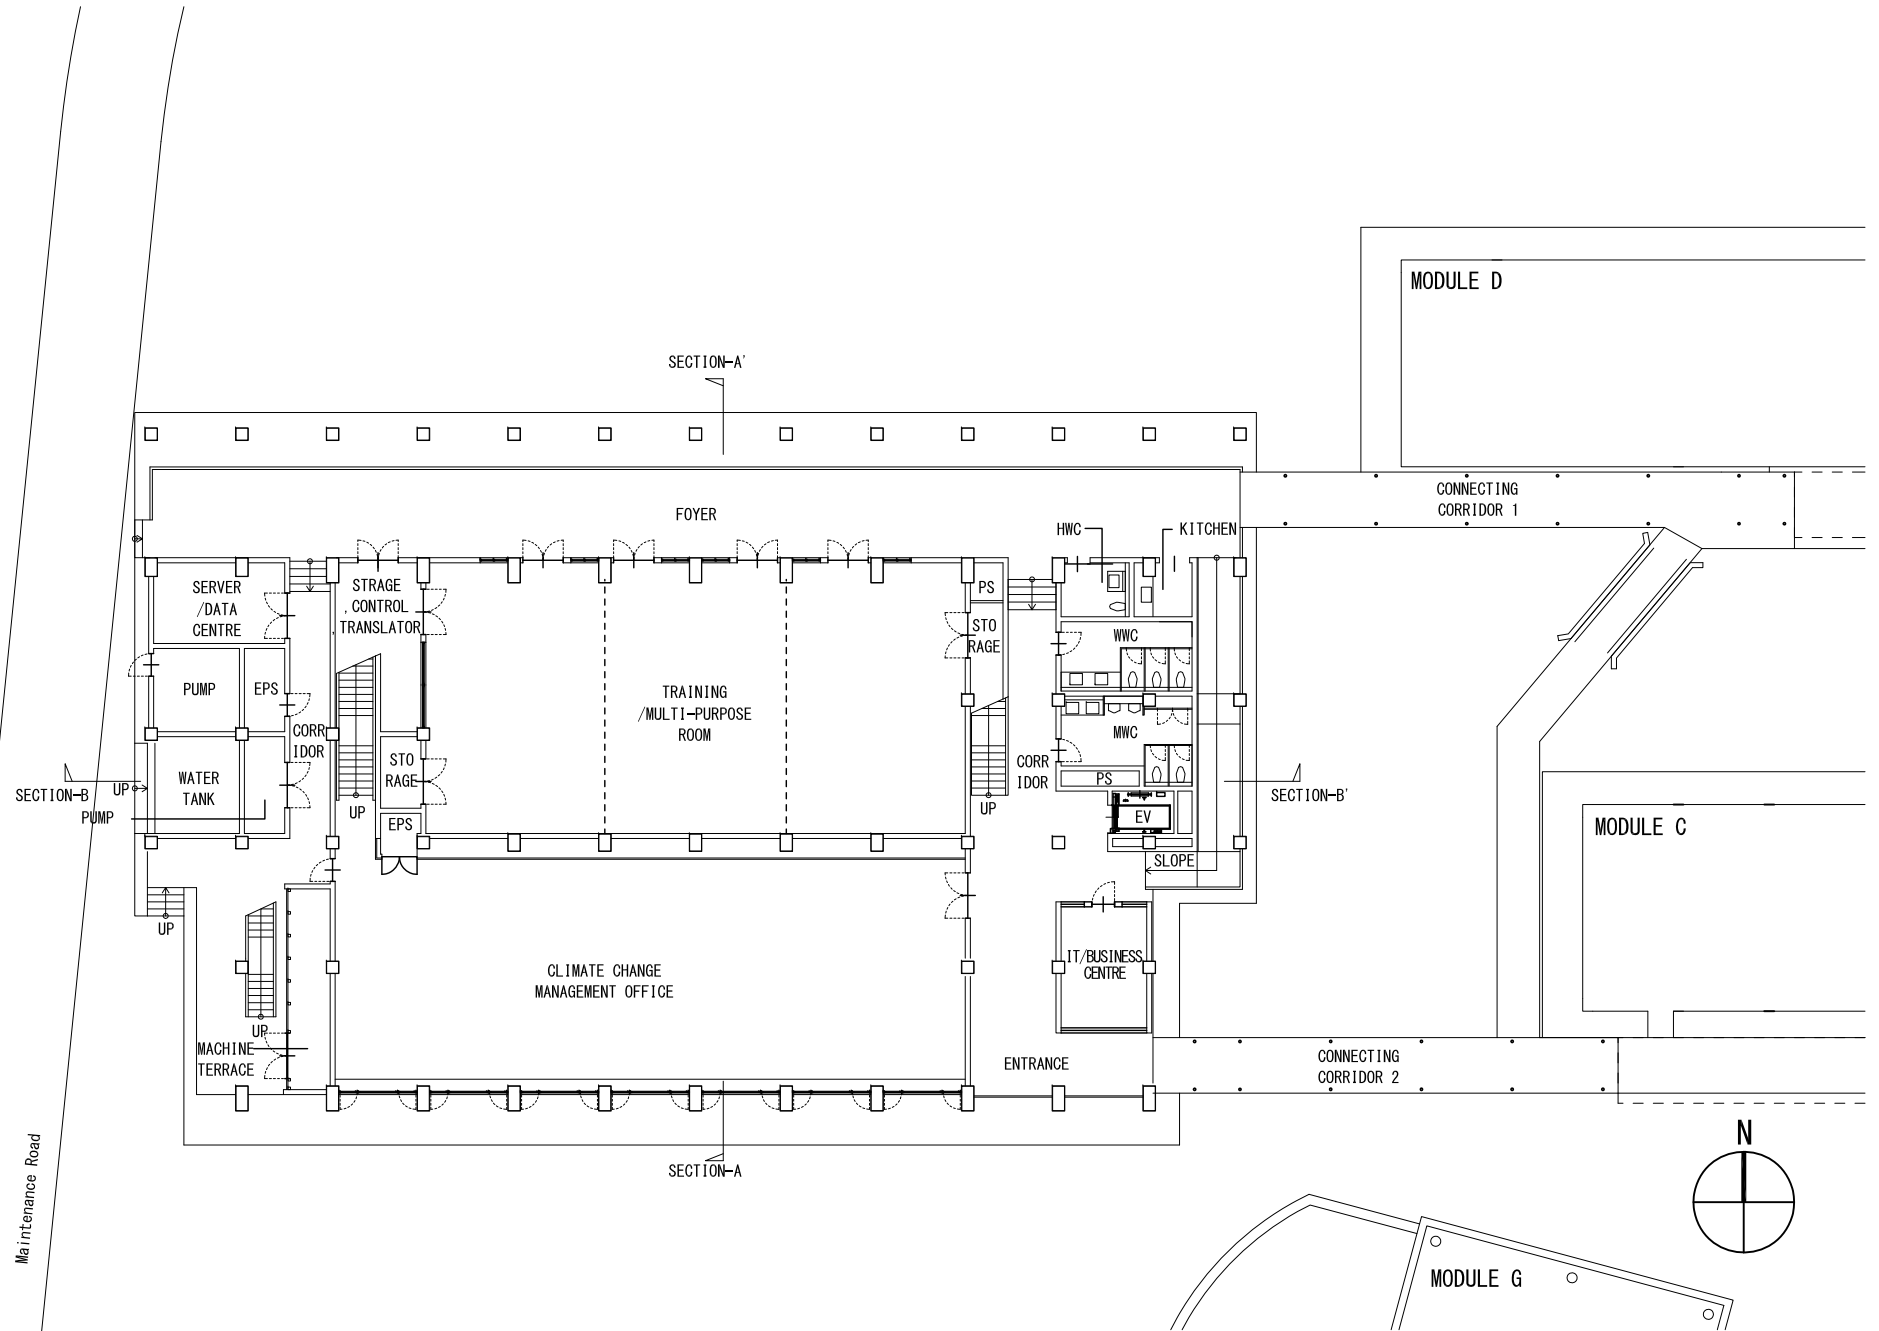 MODULE D
SECTION-A'
CONNECTING
CORRIDOR 1
FOYER
HWC
KITCHEN
SERVER
/DATA
CENTRE
STRAGE
,CONTROL
,TRANSLATOR
PS
STO
RAGE
WWC
PUMP
EPS
TRAINING
/MULTI-PURPOSE
ROOM
CORR
IDOR
MWC
STO
RAGE
CORR
IDOR
PS
WATER
TANK
SECTION-B
UP
PUMP
UP
UP
SECTION-B'
EV
EPS
MODULE C
SLOPE
UP
IT/BUSINESS
CENTRE
CLIMATE CHANGE
MANAGEMENT OFFICE
UP
MACHINE
TERRACE
ENTRANCE
CONNECTING
CORRIDOR 2
SECTION-A
N
Maintenance Road
MODULE G